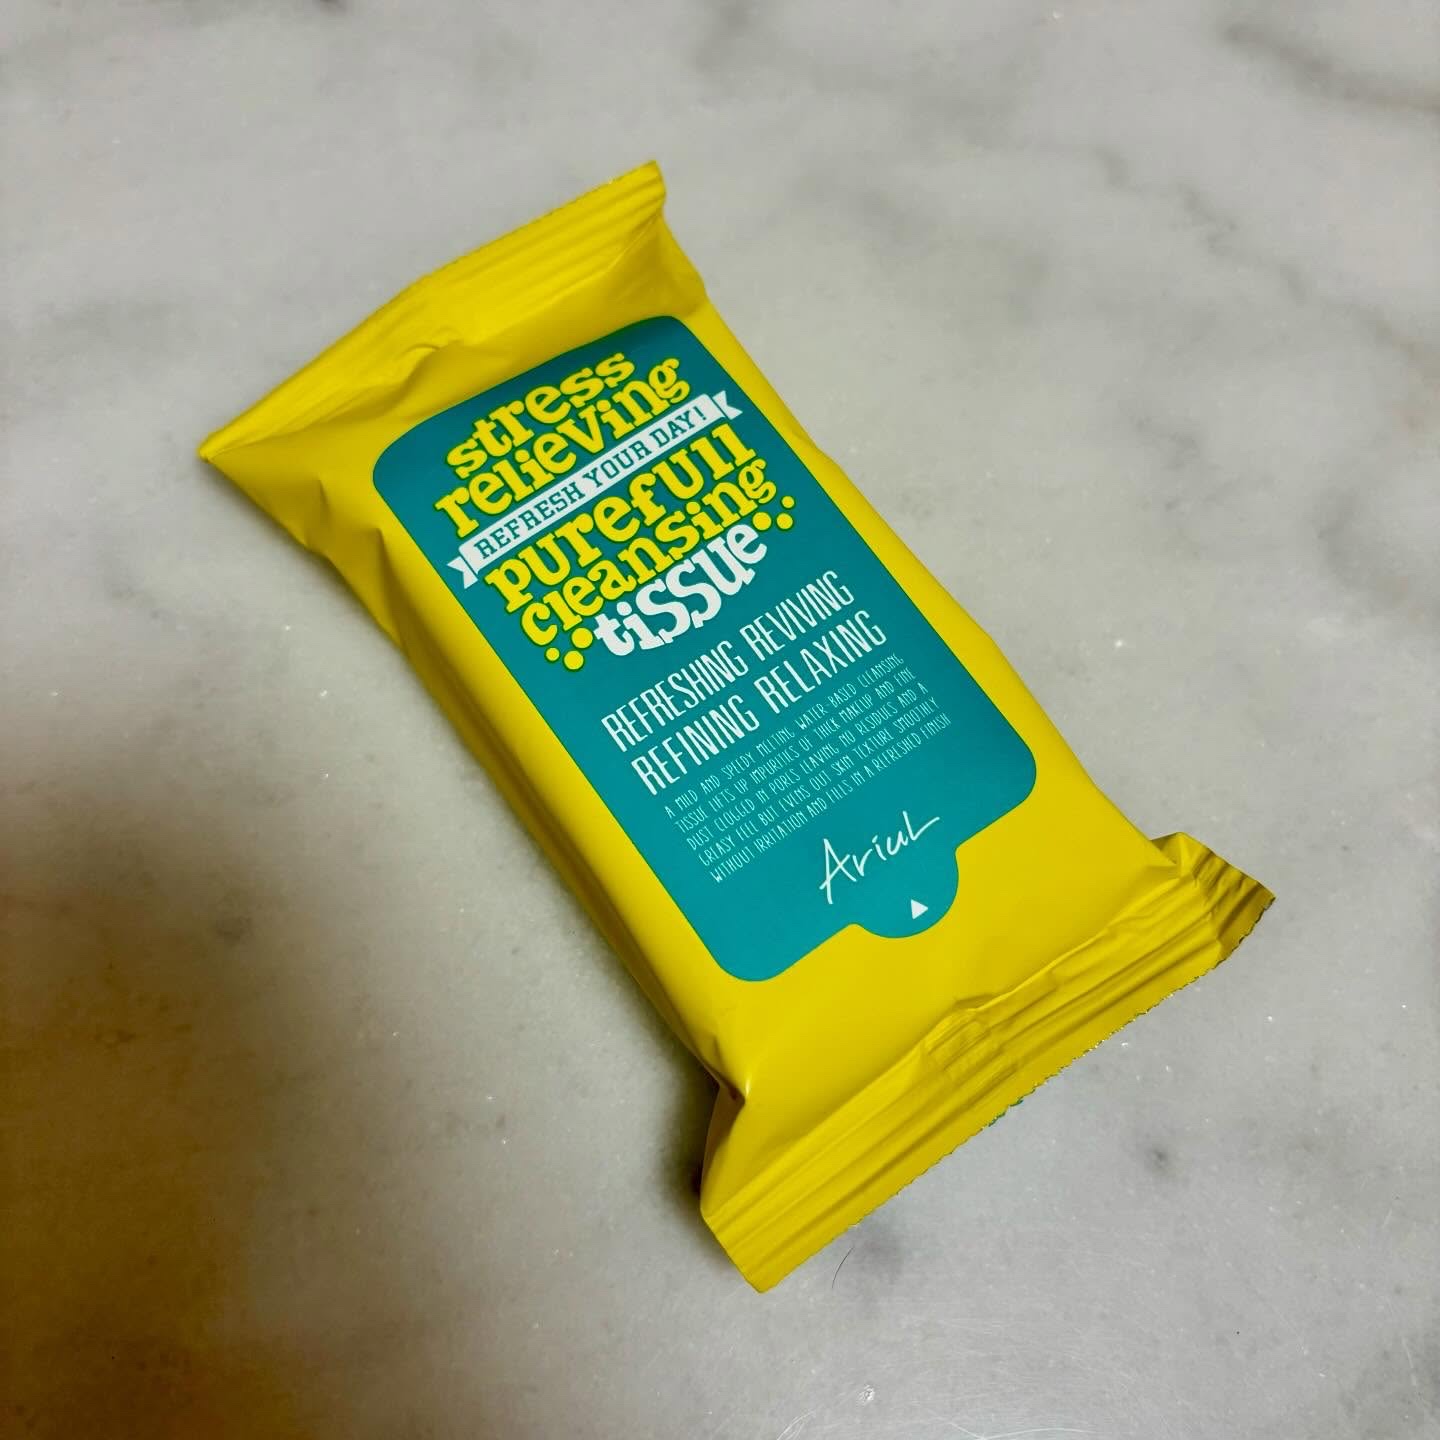 stress
relieving
REFRESH YOUR DAY!
purefull
cleansing
tissue
REFRESHING REVIVING
REFINING RELAXING
A MILD AND SPEEDY MELTING WATER-BASED CLEANSING
TISSUE LIFTS UP IMPURITIES OF THICK MAKEUP AND FINE
DUST CLOGGED IN PORES LEAVING NO RESIDUES AND A
GREASY FEEL BUT EVENS OUT SKIN TEXTURE SMOOTHLY
WITHOUT IRRITATION AND FILLS IN A REFRESHED FINISH
Ariul